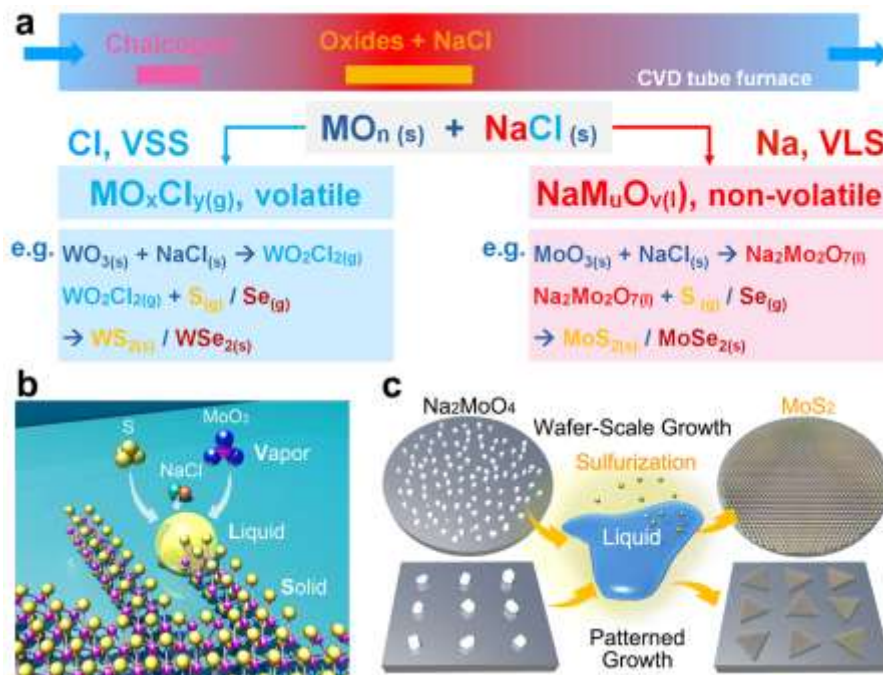 a
Chalcogen
Oxides + NaCl
CVD tube furnace
MOn (s) + NaCl (s)
Cl, VSS
Na, VLS
MOxCly(g), volatile
NaMuOv(l), non-volatile
e.g. WO3(s) + NaCl(s) → WO2Cl2(g)
WO2Cl2(g) + S(g) / Se(g)
→ WS2(s) / WSe2(s)
e.g. MoO3(s) + NaCl(s) → Na2Mo2O7(l)
Na2Mo2O7(l) + S (g) / Se(g)
→ MoS2(s) / MoSe2(s)
b
S
MoO3
NaCl
Vapor
Liquid
Solid
c
Na2MoO4
Wafer-Scale Growth
Sulfurization
MoS2
Liquid
Patterned
Growth